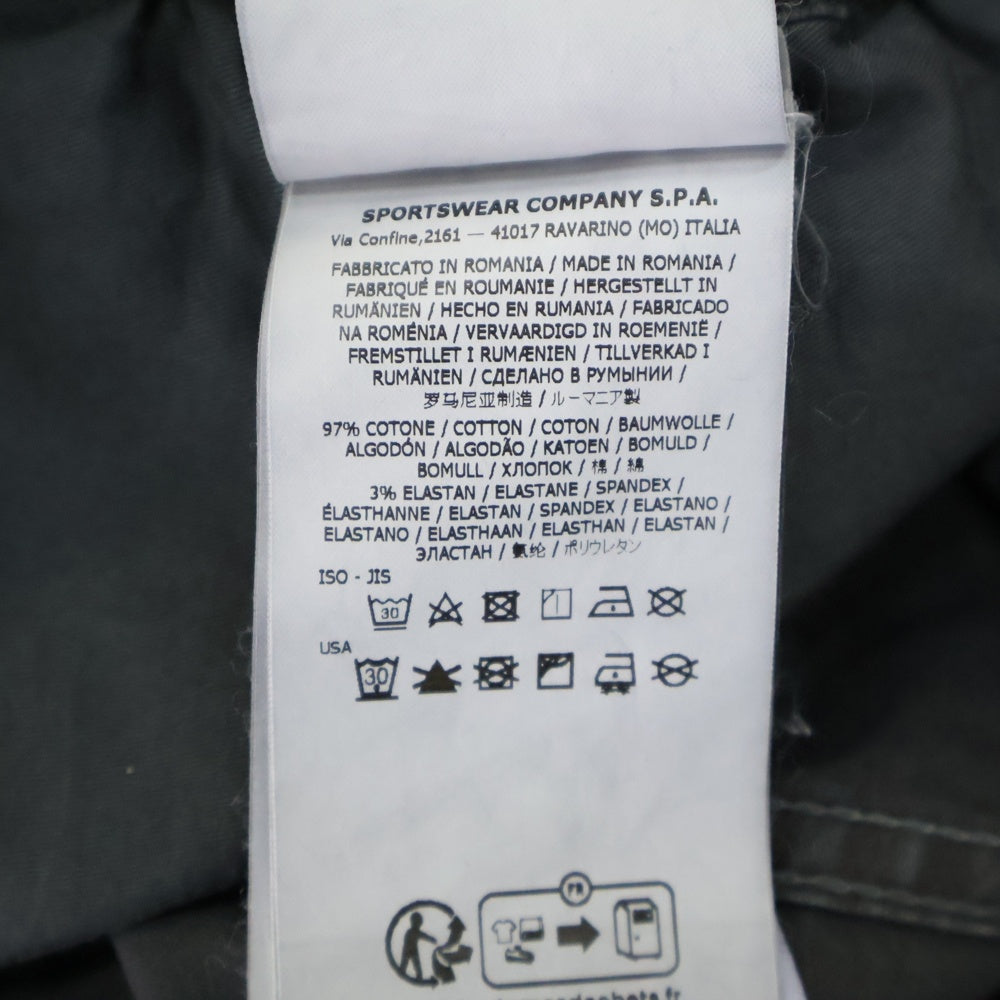 SPORTSWEAR COMPANY S.P.A.
Via Confine,2161 — 41017 RAVARINO (MO) ITALIA
FABBRICATO IN ROMANIA / MADE IN ROMANIA /
FABRIQUÉ EN ROUMANIE / HERGESTELLT IN
RUMÄNIEN / HECHO EN RUMANIA / FABRICADO
NA ROMÉNIA / VERVAARDIGD IN ROEMENIË /
FREMSTILLET I RUMÆNIEN / TILLVERKAD I
RUMÄNIEN / СДЕЛАНО В РУМЫНИИ /
罗马尼亚制造 / ルーマニア製
97% COTONE / COTTON / COTON / BAUMWOLLE /
ALGODÓN / ALGODÃO / KATOEN / BOMULD /
BOMULL / ХЛОПОК / 棉 / 綿
3% ELASTAN / ELASTANE / SPANDEX /
ÉLASTHANNE / ELASTAN / SPANDEX / ELASTANO /
ELASTANO / ELASTHAAN / ELASTHAN / ELASTAN /
ЭЛАСТАН / 氨纶 / ポリウレタン
ISO - JIS
30
USA
30
FR